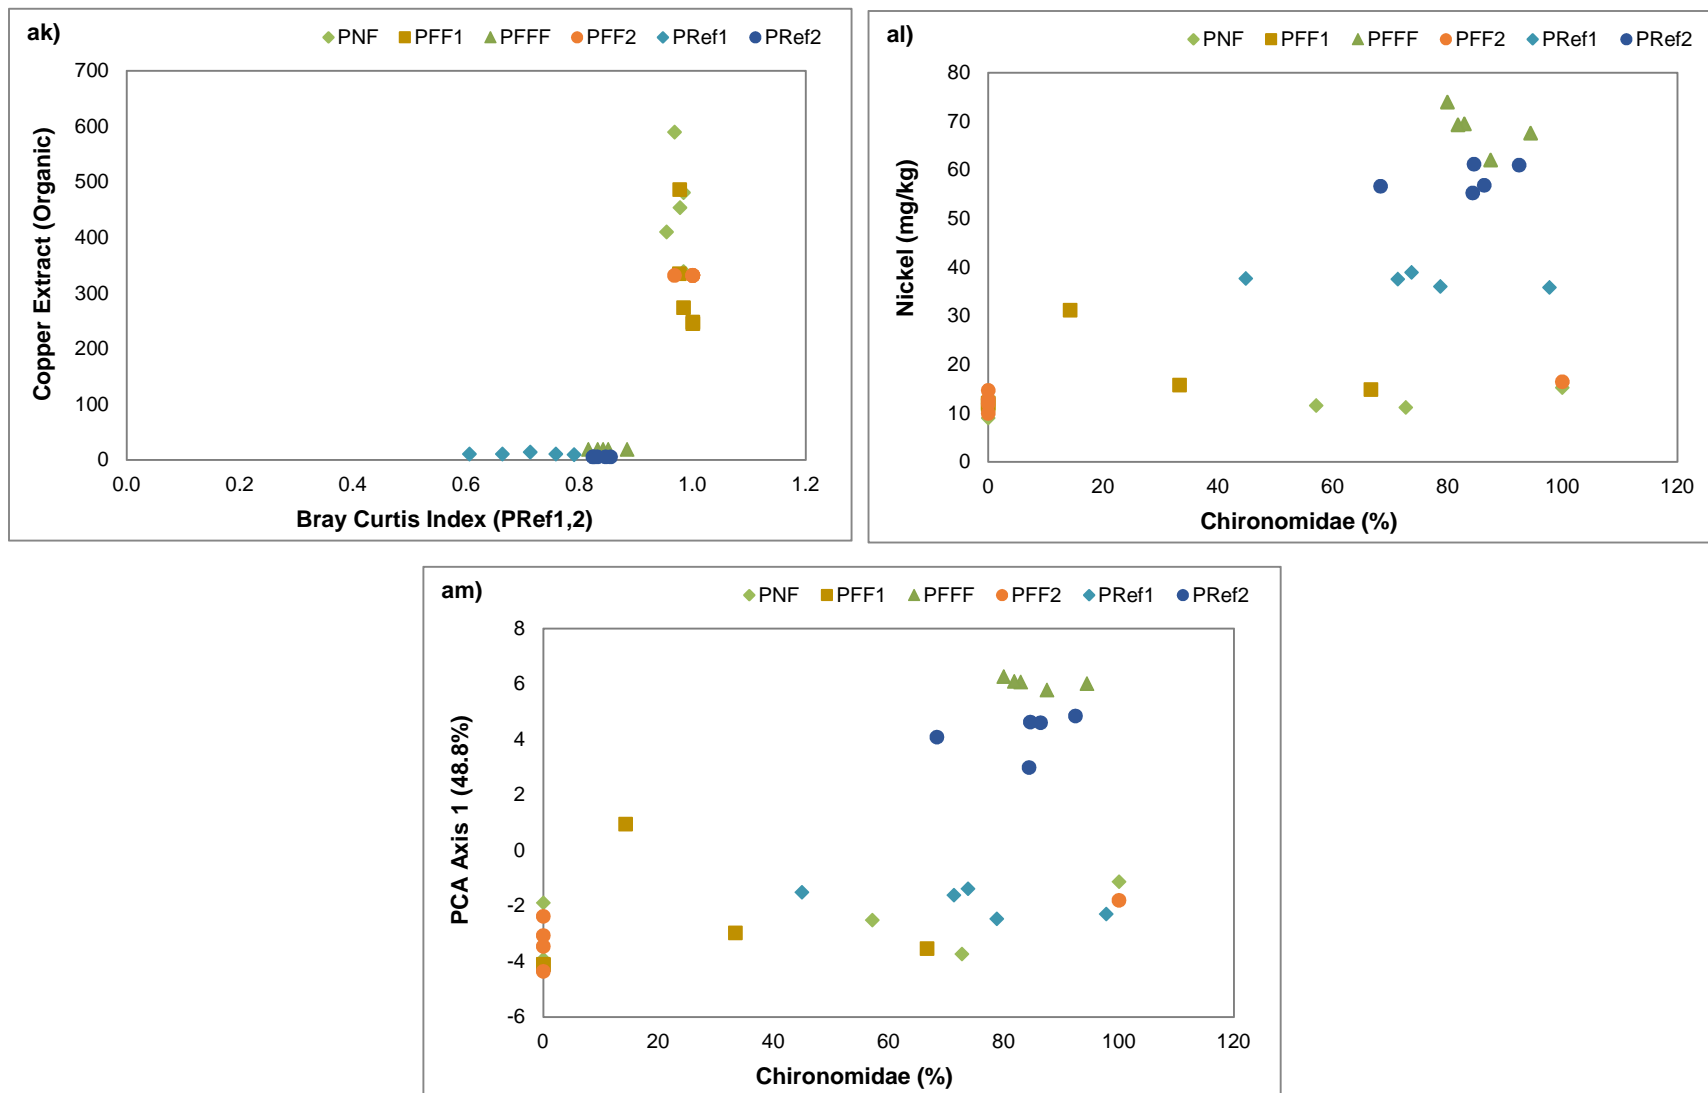 ak)
PNF PFF1 PFFF PFF2 PRef1 PRef2
700
600
500
400
300
200
100
0
Copper Extract (Organic)
0.0 0.2 0.4 0.6 0.8 1.0 1.2
Bray Curtis Index (PRef1,2)
al)
PNF PFF1 PFFF PFF2 PRef1 PRef2
80
70
60
50
40
30
20
10
0
Nickel (mg/kg)
0 20 40 60 80 100 120
Chironomidae (%)
am)
PNF PFF1 PFFF PFF2 PRef1 PRef2
8
6
4
2
0
-2
-4
-6
PCA Axis 1 (48.8%)
0 20 40 60 80 100 120
Chironomidae (%)